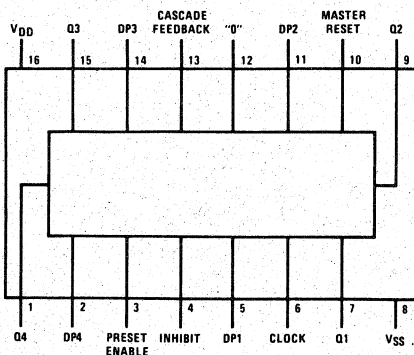 CASCADE MASTER
VDD Q3 DP3 FEEDBACK "0" DP2 RESET Q2
16 15 14 13 12 11 10 9
1 2 3 4 5 6 7 8
Q4 DP4 PRESET INHIBIT DP1 CLOCK Q1 VSS
ENABLE